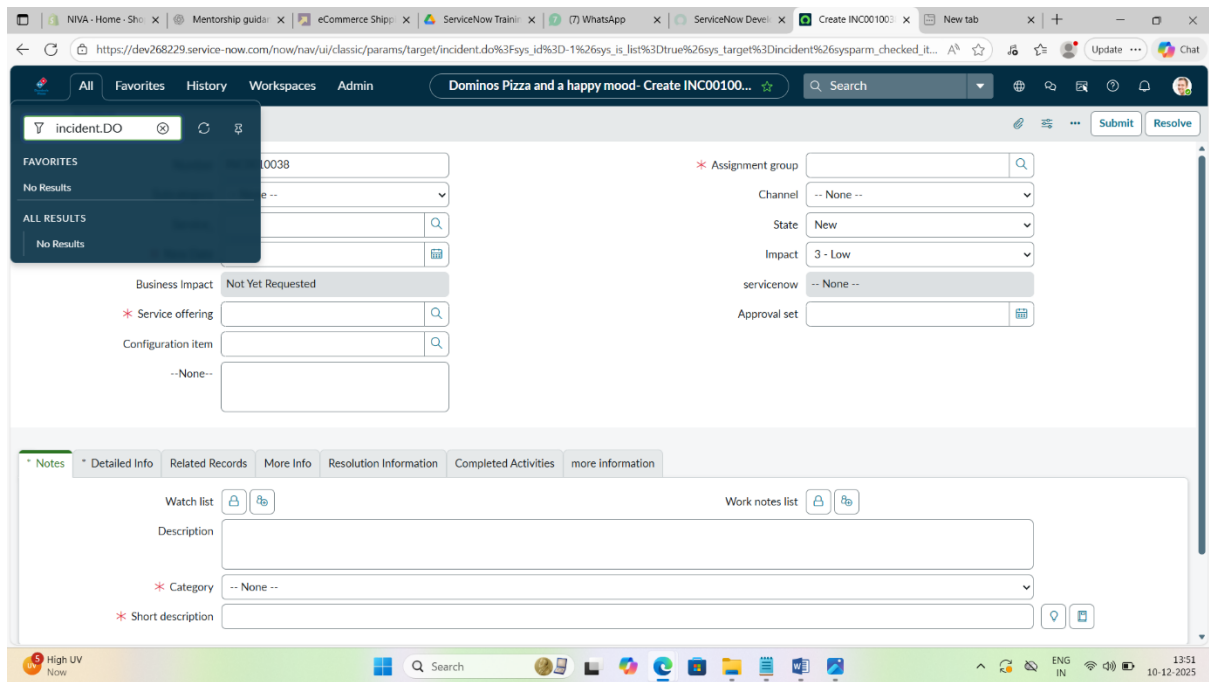 NIVA - Home - Sho
Mentorship guidan
eCommerce Shipp
ServiceNow Trainin
(7) WhatsApp
ServiceNow Devel
Create INC001003
New tab
https://dev268229.service-now.com/now/nav/ui/classic/params/target/incident.do%3Fsys_id%3D-1%26sys_is_list%3Dtrue%26sys_target%3Dincident%26sysparm_checked_it...
Update
Chat
All Favorites History Workspaces Admin
Dominos Pizza and a happy mood- Create INC00100...
Search
incident.DO
Submit
Resolve
FAVORITES
No Results
ALL RESULTS
No Results
10038
Assignment group
Channel -- None --
State New
Impact 3 - Low
Business Impact Not Yet Requested
servicenow -- None --
Service offering
Approval set
Configuration item
--None--
Notes Detailed Info Related Records More Info Resolution Information Completed Activities more information
Watch list
Work notes list
Description
Category -- None --
Short description
5
High UV
Now
Search
ENG
IN
13:51
10-12-2025